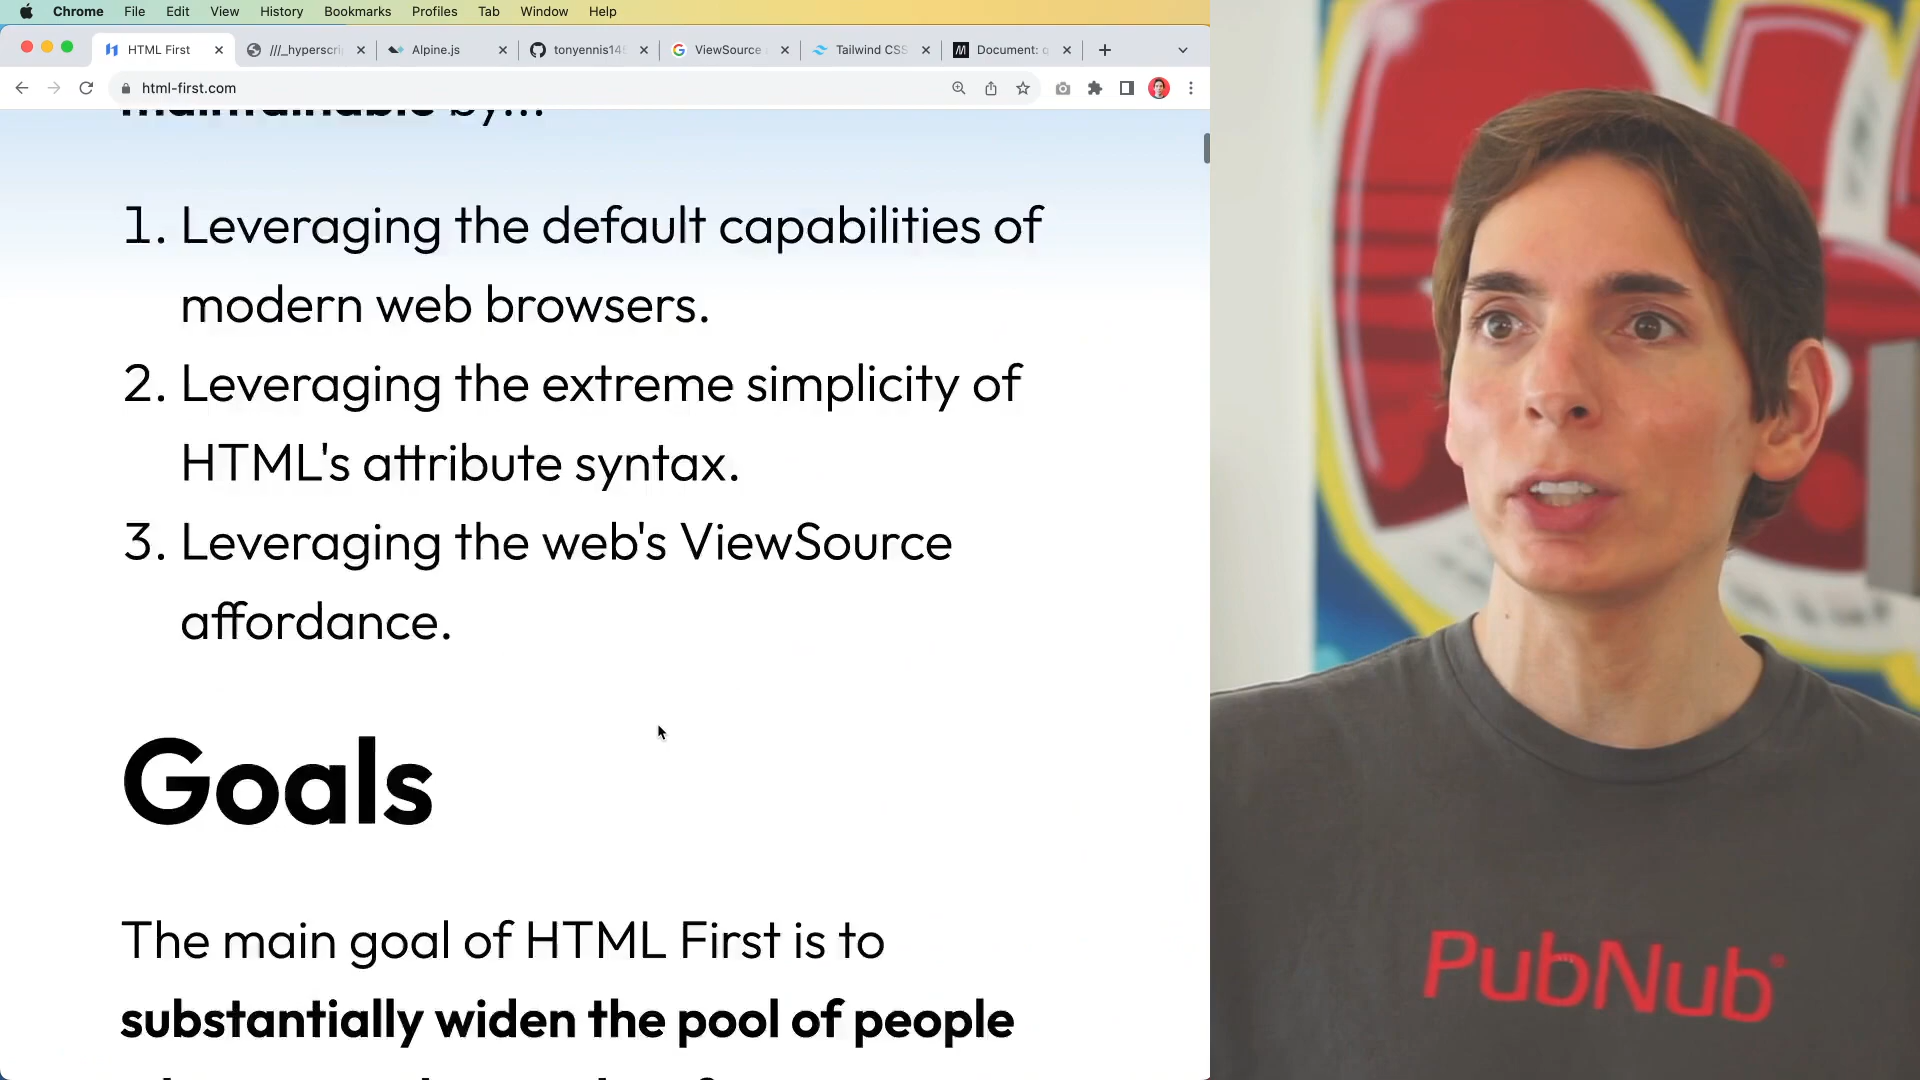 Chrome File Edit View History Bookmarks Profiles Tab Window Help
HTML First
///_hyperscri
Alpine.js
tonyennis14
ViewSource
Tailwind CSS
Document:
html-first.com
maintainable by...
1. Leveraging the default capabilities of
modern web browsers.
2. Leveraging the extreme simplicity of
HTML's attribute syntax.
3. Leveraging the web's ViewSource
affordance.
Goals
The main goal of HTML First is to
substantially widen the pool of people
PubNub®